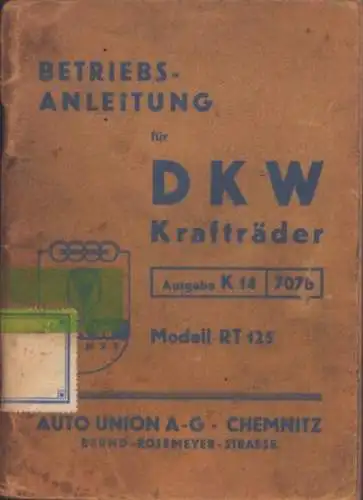 BETRIEBS-
ANLEITUNG
für
DKW
Krafträder
Ausgabe K 14 707b
Modell RT 125
AUTO UNION A-G · CHEMNITZ
BERND-ROSEMEYER-STRASSE